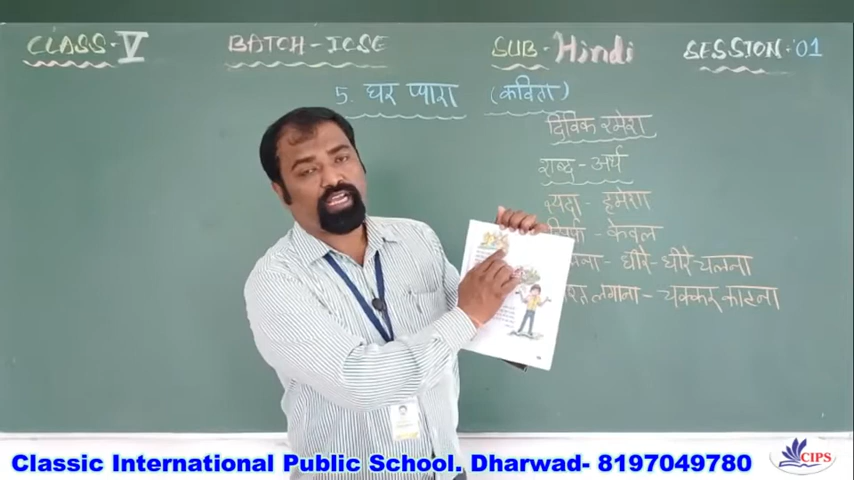 CLASS-V BATCH-ICSE SUB-Hindi SESSION:01
5. घर प्यारा (कविता)
दिविक रमेश
शब्द - अर्थ
- हमेशा
- केवल
- धीरे-धीरे चलना
लगाना - चक्कर काटना
Classic International Public School. Dharwad- 8197049780
CIPS